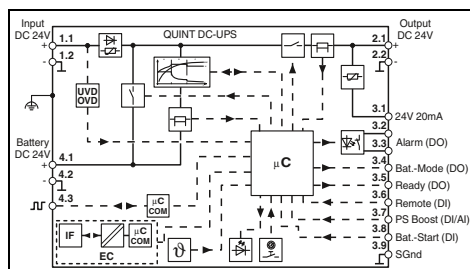 Input
DC 24V
QUINT DC-UPS
Output
DC 24V
1.1
+
1.2
-
2.1
+
2.2
-
UVD
OVD
3.1
24V 20mA
3.2
Alarm (DO)
3.3
Battery
DC 24V
µC
3.4
Bat.-Mode (DO)
4.1
+
3.5
Ready (DO)
4.2
-
3.6
Remote (DI)
4.3
µC
COM
3.7
PS Boost (DI/AI)
3.8
Bat.-Start (DI)
IF
µC
COM
EC
ϑ
3.9
SGnd